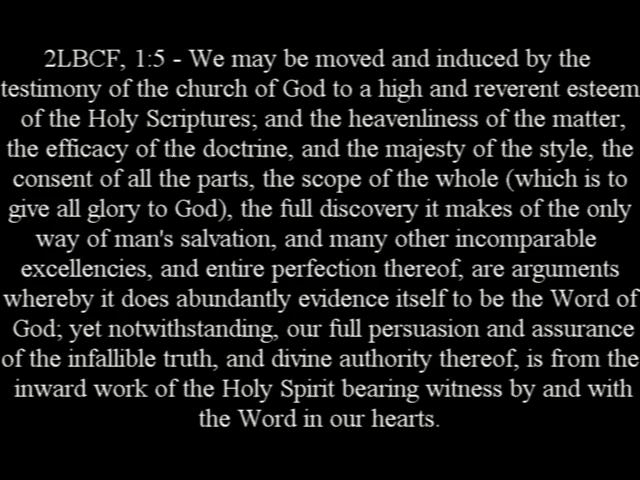 2LBCF, 1:5 - We may be moved and induced by the
testimony of the church of God to a high and reverent esteem
of the Holy Scriptures; and the heavenliness of the matter,
the efficacy of the doctrine, and the majesty of the style, the
consent of all the parts, the scope of the whole (which is to
give all glory to God), the full discovery it makes of the only
way of man's salvation, and many other incomparable
excellencies, and entire perfection thereof, are arguments
whereby it does abundantly evidence itself to be the Word of
God; yet notwithstanding, our full persuasion and assurance
of the infallible truth, and divine authority thereof, is from the
inward work of the Holy Spirit bearing witness by and with
the Word in our hearts.